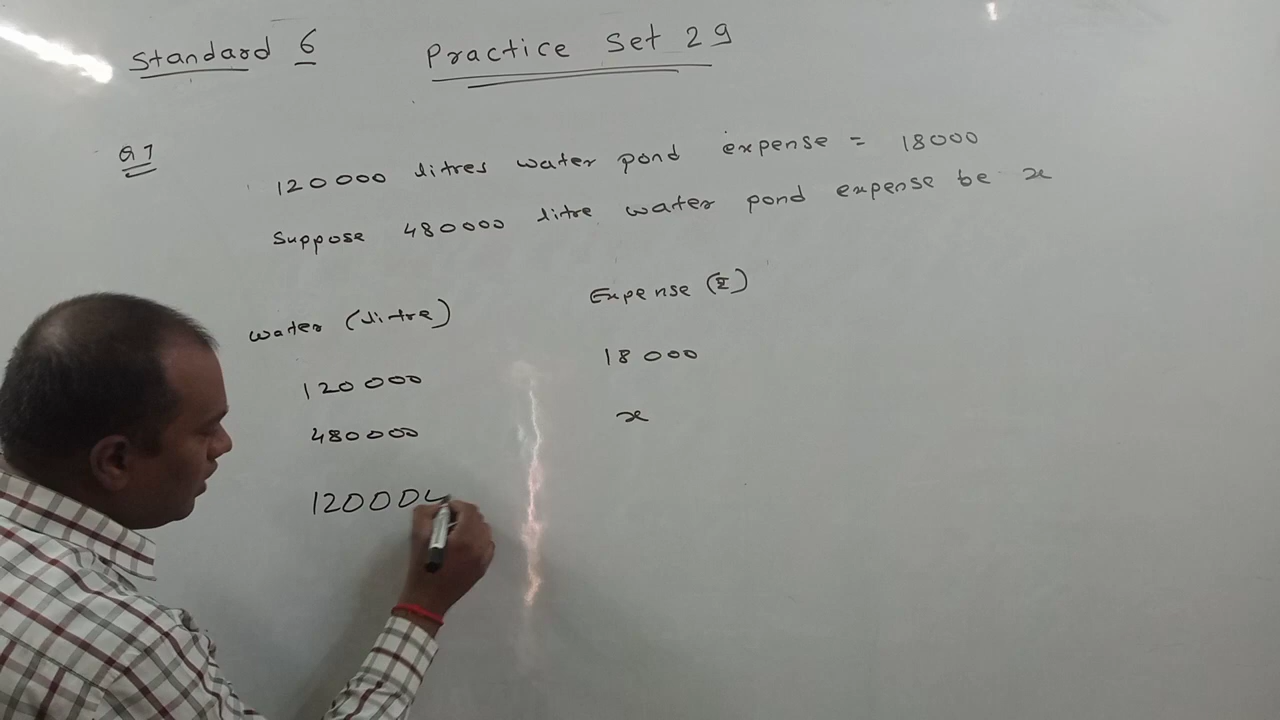 Standard 6 Practice Set 29
Q 7
120000 litres water pond expense = 18000
Suppose 480000 litre water pond expense be x
water (litre) Expense (₹)
120000 18000
480000 x
12000